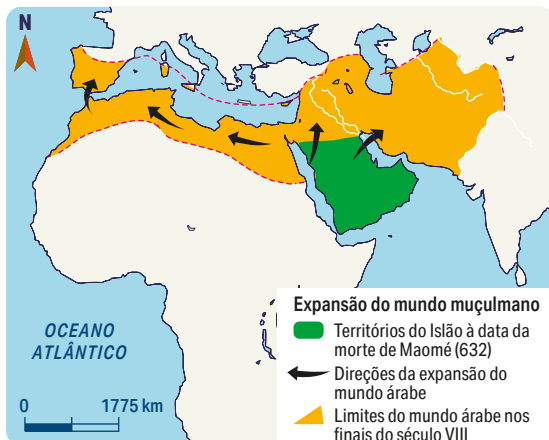 N
OCEANO
ATLÂNTICO
0 1775 km
Expansão do mundo muçulmano
Territórios do Islão à data da
morte de Maomé (632)
Direções da expansão do
mundo árabe
Limites do mundo árabe nos
finais do século VIII